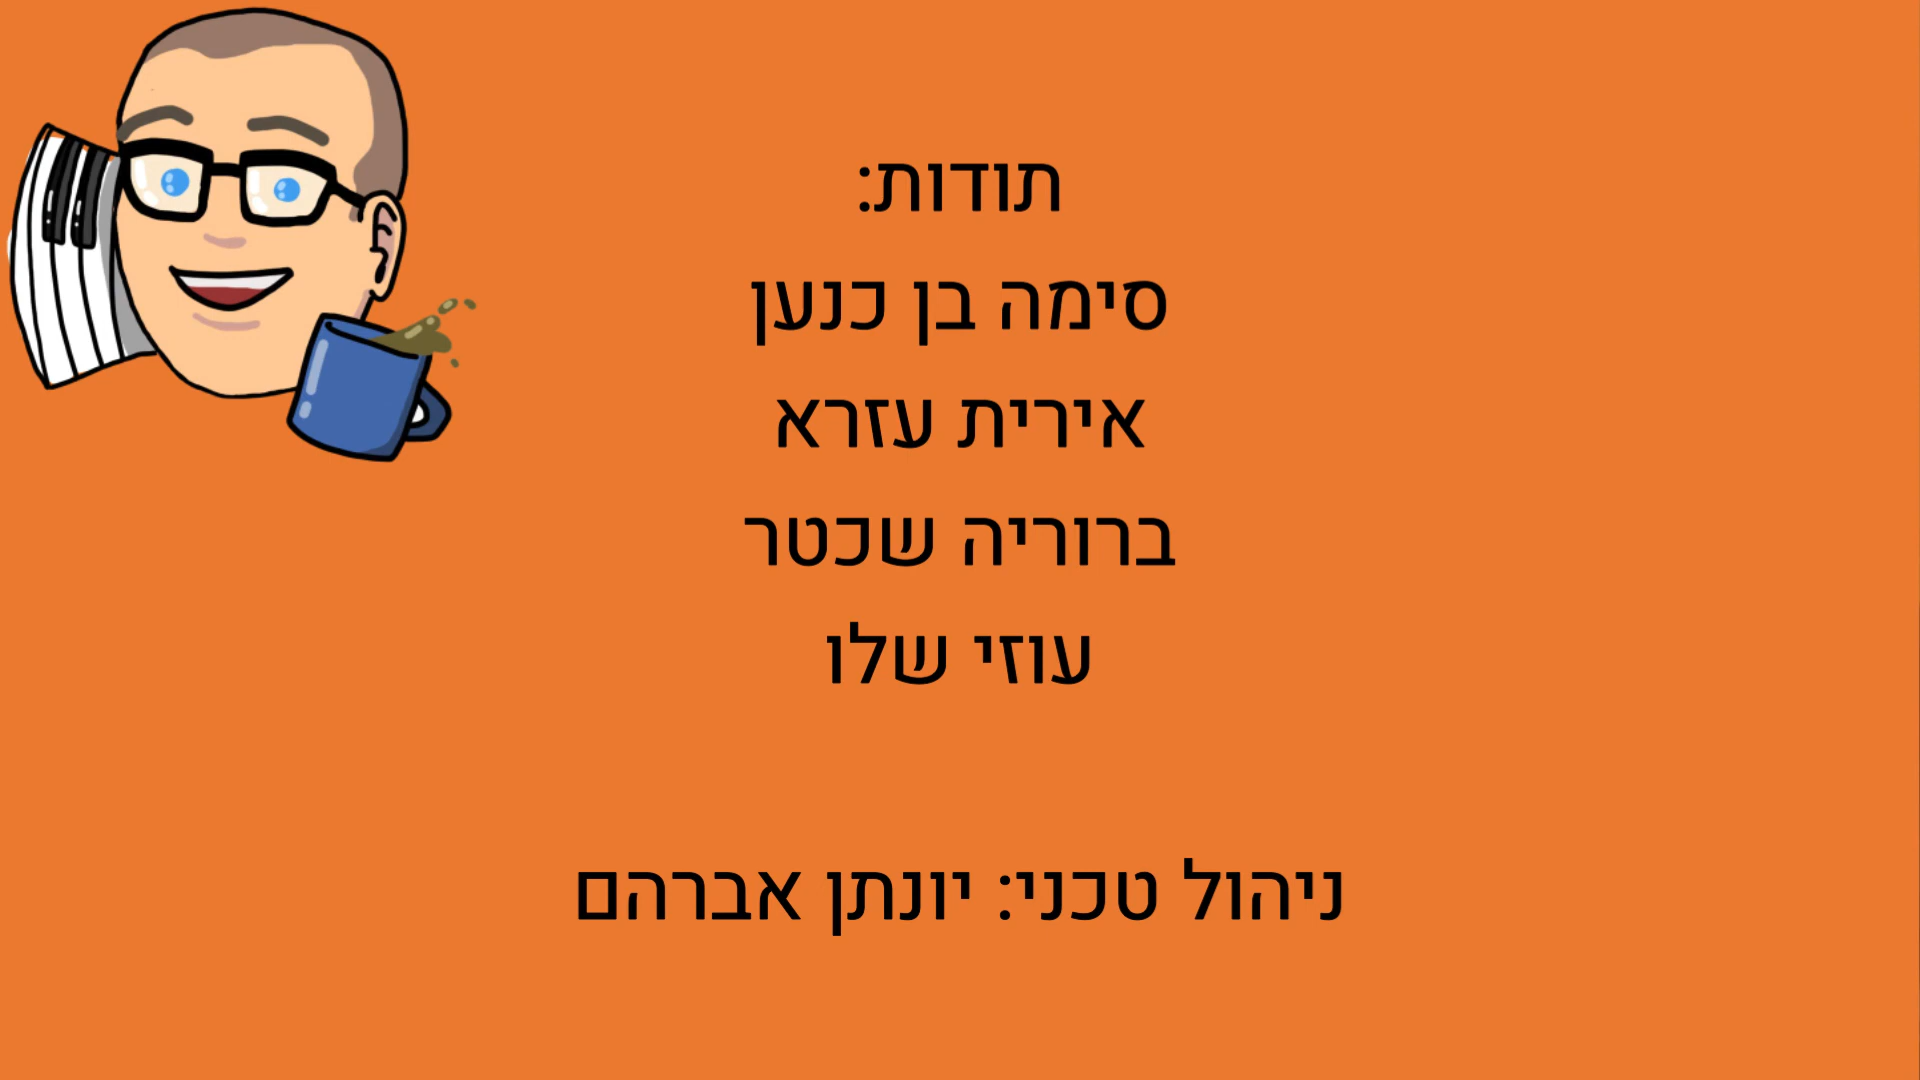 תודות:
סימה בן כנען
אירית עזרא
ברוריה שכטר
עוזי שלו
ניהול טכני: יונתן אברהם